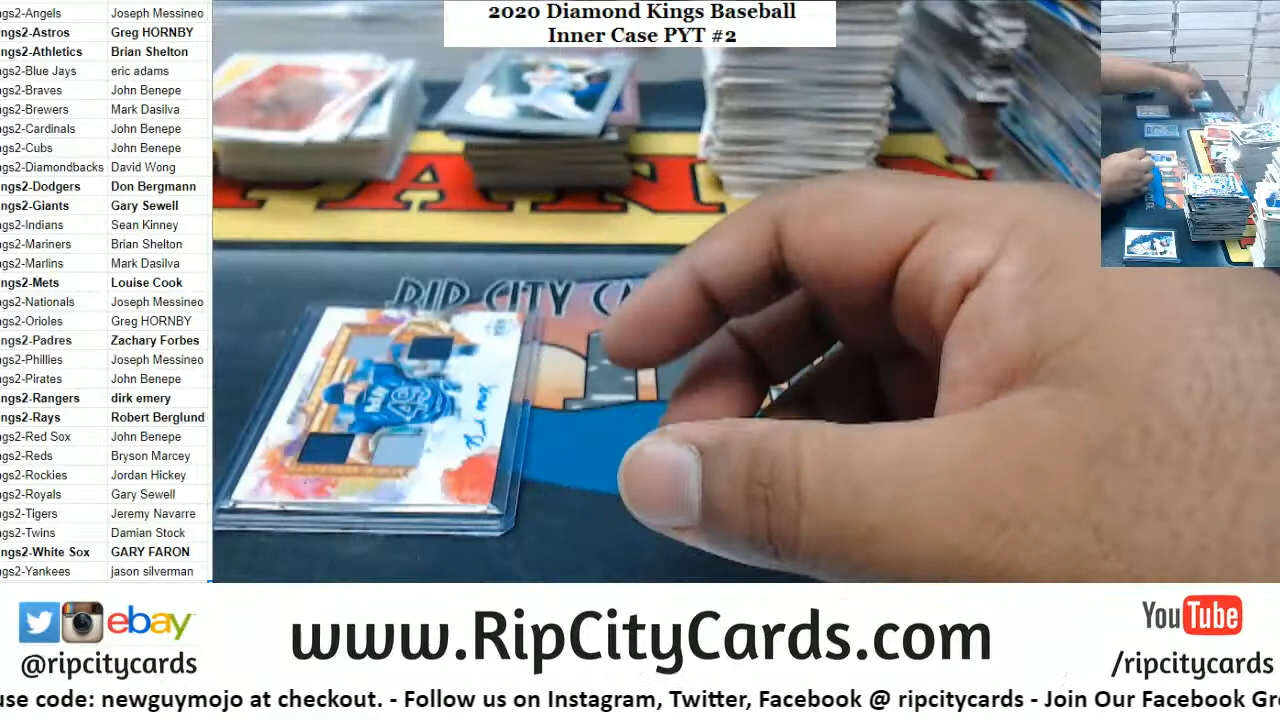 2020 Diamond Kings Baseball
Inner Case PYT #2
ngs2-Angels Joseph Messineo
ngs2-Astros Greg HORNBY
ngs2-Athletics Brian Shelton
ngs2-Blue Jays eric adams
ngs2-Braves John Benepe
ngs2-Brewers Mark Dasilva
ngs2-Cardinals John Benepe
ngs2-Cubs John Benepe
ngs2-Diamondbacks David Wong
ngs2-Dodgers Don Bergmann
ngs2-Giants Gary Sewell
ngs2-Indians Sean Kinney
ngs2-Mariners Brian Shelton
ngs2-Marlins Mark Dasilva
ngs2-Mets Louise Cook
ngs2-Nationals Joseph Messineo
ngs2-Orioles Greg HORNBY
ngs2-Padres Zachary Forbes
ngs2-Phillies Joseph Messineo
ngs2-Pirates John Benepe
ngs2-Rangers dirk emery
ngs2-Rays Robert Berglund
ngs2-Red Sox John Benepe
ngs2-Reds Bryson Marcey
ngs2-Rockies Jordan Hickey
ngs2-Royals Gary Sewell
ngs2-Tigers Jeremy Navarre
ngs2-Twins Damian Stock
ngs2-White Sox GARY FARON
ngs2-Yankees jason silverman
RIP CITY CA
49
ebay
@ripcitycards
www.RipCityCards.com
YouTube
/ripcitycards
use code: newguymojo at checkout. - Follow us on Instagram, Twitter, Facebook @ ripcitycards - Join Our Facebook Gr